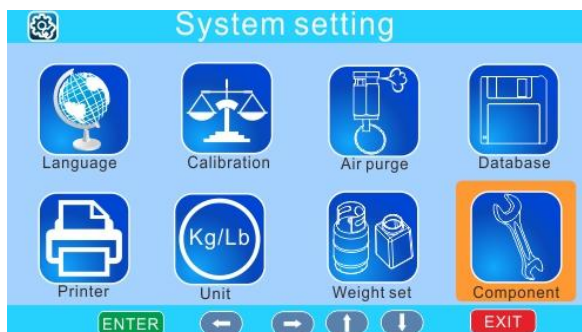 System setting
Language Calibration Air purge Database
Kg/Lb
Printer Unit Weight set Component
ENTER EXIT